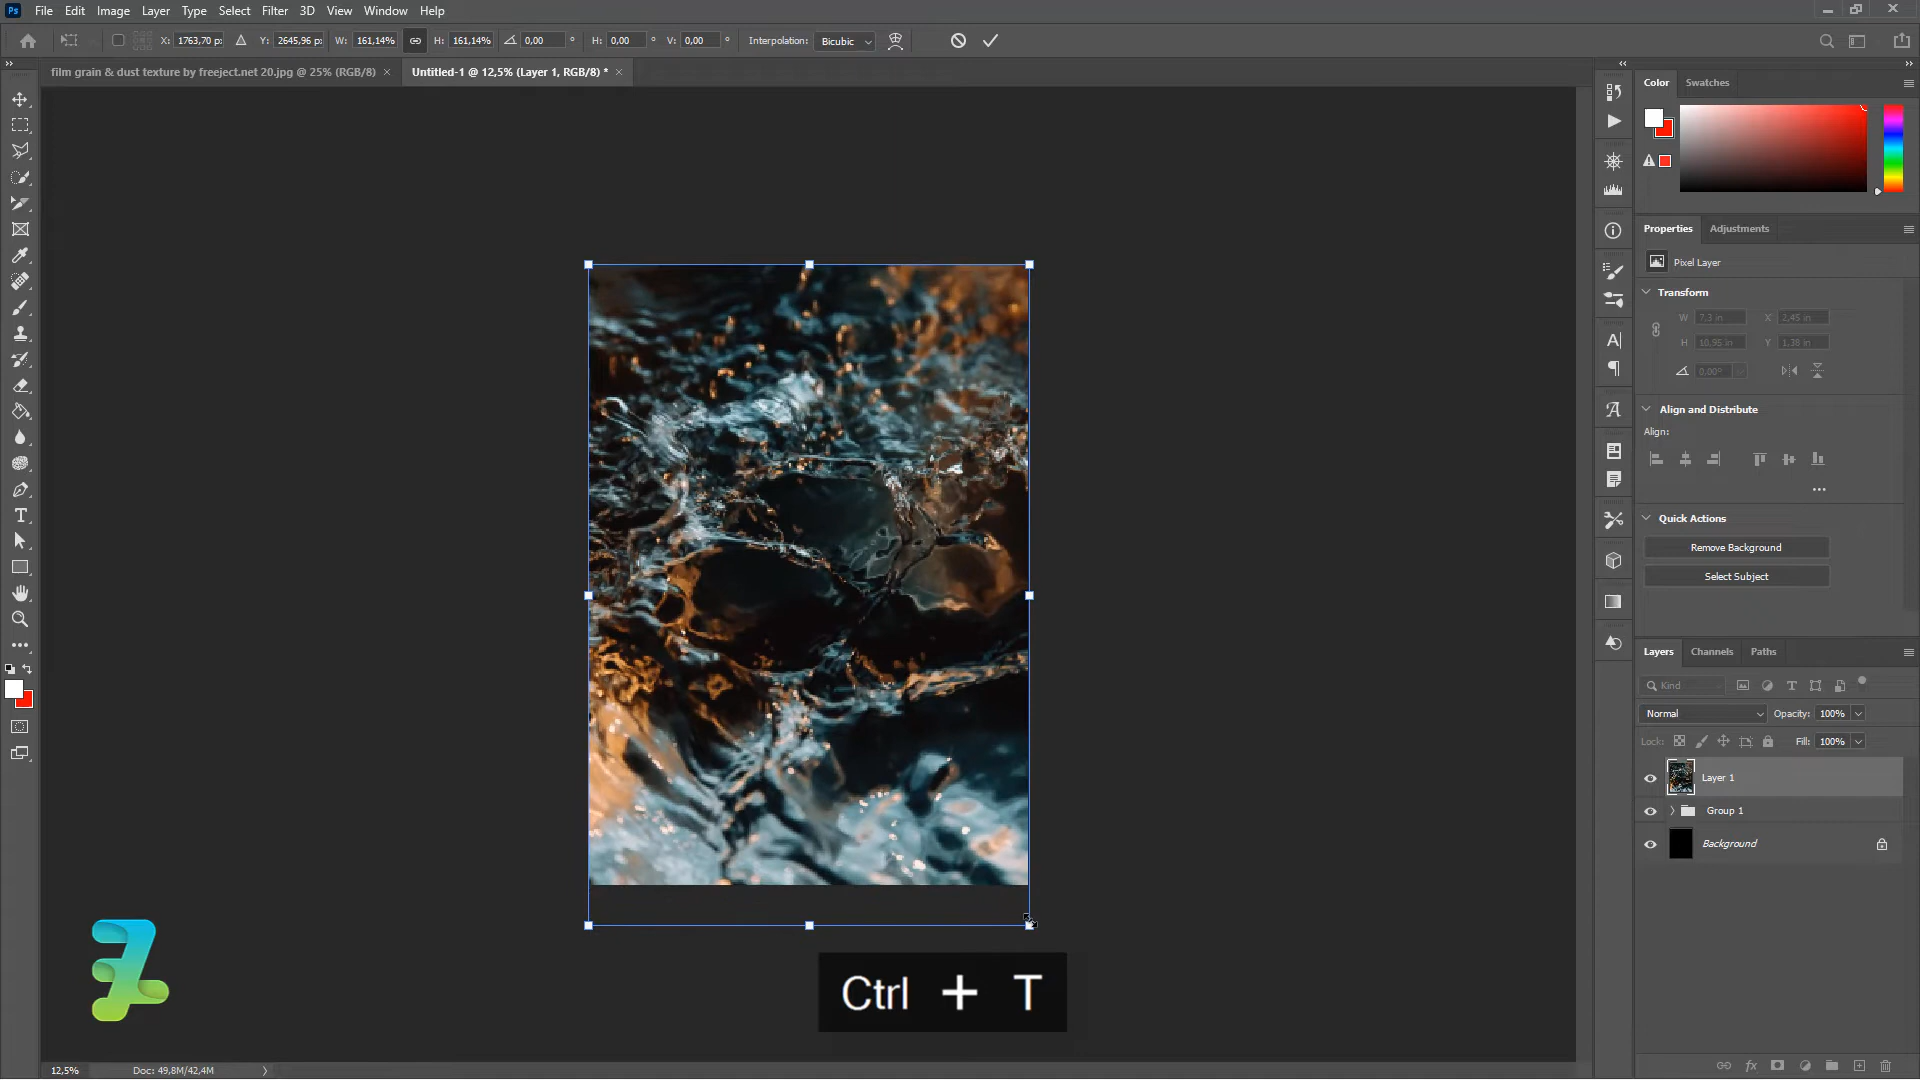 Ps File Edit Image Layer Type Select Filter 3D View Window Help
X: 1763,70 px Y: 2645,96 px W: 161,14% H: 161,14% 0,00 ° H: 0,00 ° V: 0,00 ° Interpolation: Bicubic
film grain & dust texture by freeject.net 20.jpg @ 25% (RGB/8) × Untitled-1 @ 12,5% (Layer 1, RGB/8) * ×
Color Swatches
Properties Adjustments
Pixel Layer
Transform
W 7,3 in X 2,45 in
H 10,95 in Y 1,38 in
0,00°
Align and Distribute
Align:
Quick Actions
Remove Background
Select Subject
Layers Channels Paths
Kind
Normal Opacity: 100%
Lock: Fill: 100%
Layer 1
Group 1
Background
Ctrl + T
12,5% Doc: 49,8M/42,4M